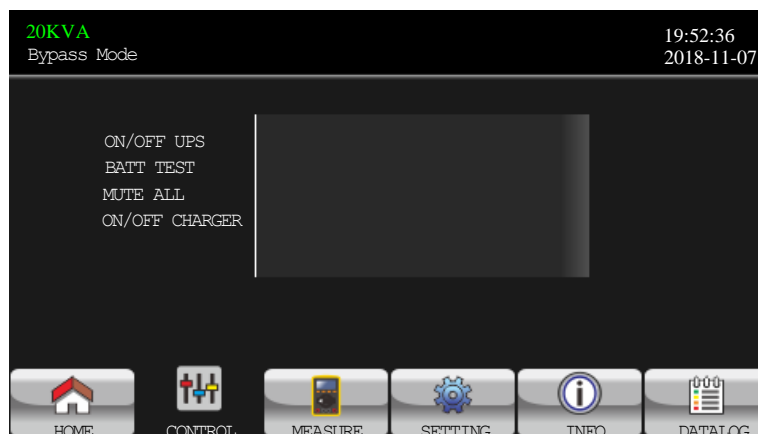 20KVA
Bypass Mode
19:52:36
2018-11-07
ON/OFF UPS
BATT TEST
MUTE ALL
ON/OFF CHARGER
HOME
CONTROL
MEASURE
SETTING
INFO
DATALOG